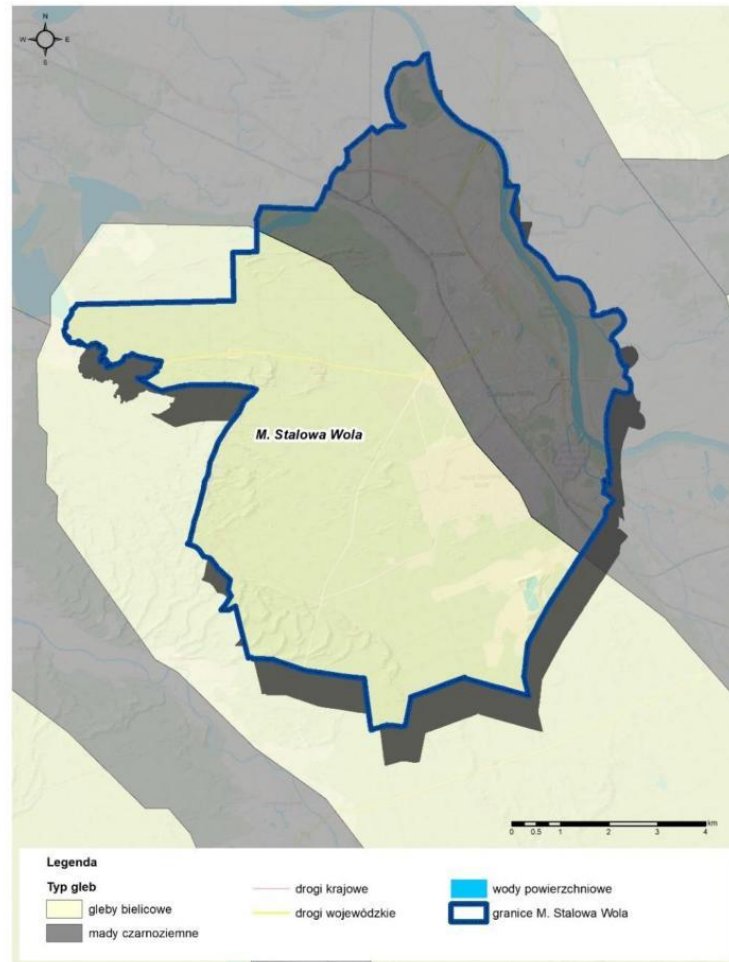 N
W E
S
M. Stalowa Wola
km
0 0.5 1 2 3 4
Legenda
Typ gleb
gleby bielicowe
mady czarnoziemne
drogi krajowe
drogi wojewódzkie
wody powierzchniowe
granice M. Stalowa Wola